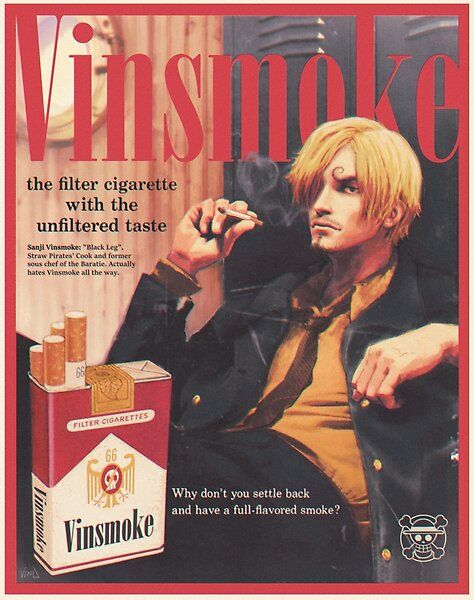 Vinsmoke
the filter cigarette
with the
unfiltered taste
Sanji Vinsmoke: "Black Leg",
Straw Pirates' Cook and former
sous chef of the Baratie. Actually
hates Vinsmoke all the way.
66
FILTER CIGARETTES
66
Vinsmoke
Vinsmoke
Why don't you settle back
and have a full-flavored smoke?